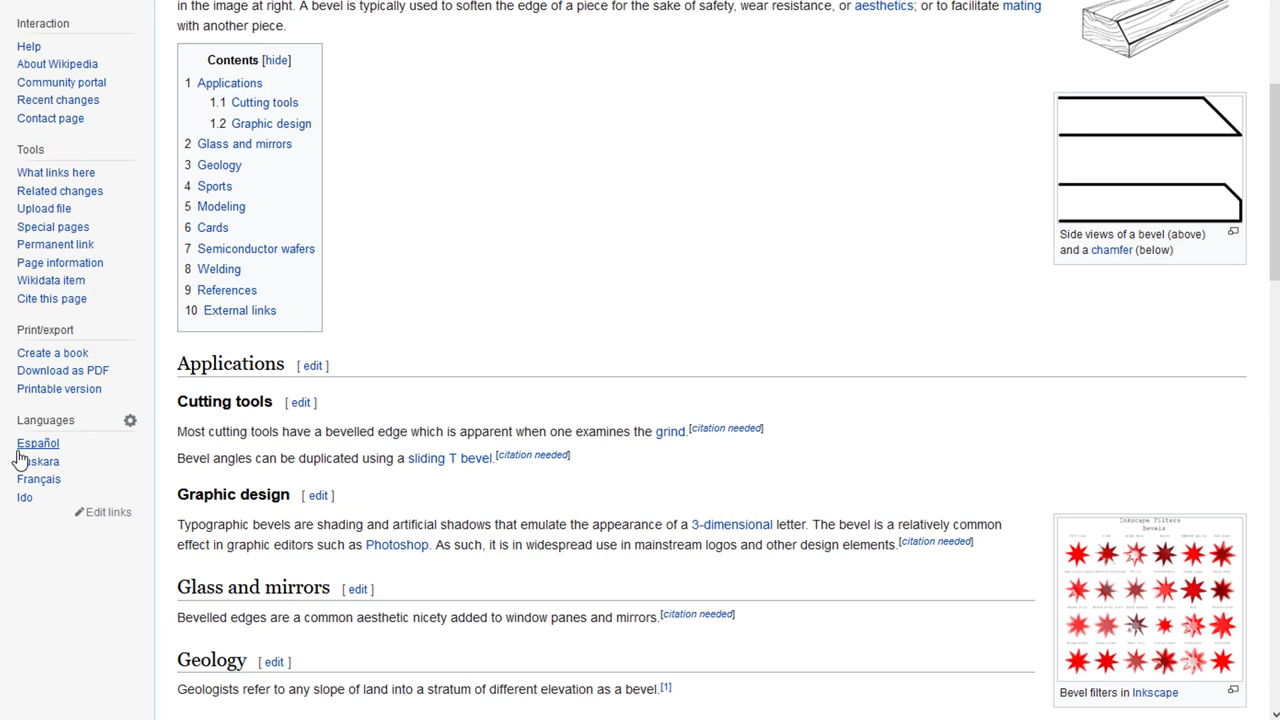 Interaction
Help
About Wikipedia
Community portal
Recent changes
Contact page
Tools
What links here
Related changes
Upload file
Special pages
Permanent link
Page information
Wikidata item
Cite this page
Print/export
Create a book
Download as PDF
Printable version
Languages
Español
Français
Ido
Edit links
in the image at right. A bevel is typically used to soften the edge of a piece for the sake of safety, wear resistance, or aesthetics; or to facilitate mating
with another piece.
Contents [hide]
1 Applications
1.1 Cutting tools
1.2 Graphic design
2 Glass and mirrors
3 Geology
4 Sports
5 Modeling
6 Cards
7 Semiconductor wafers
8 Welding
9 References
10 External links
Side views of a bevel (above)
and a chamfer (below)
Applications [ edit ]
Cutting tools [ edit ]
Most cutting tools have a bevelled edge which is apparent when one examines the grind.[citation needed]
Bevel angles can be duplicated using a sliding T bevel.[citation needed]
Graphic design [ edit ]
Typographic bevels are shading and artificial shadows that emulate the appearance of a 3-dimensional letter. The bevel is a relatively common
effect in graphic editors such as Photoshop. As such, it is in widespread use in mainstream logos and other design elements.[citation needed]
Inkscape Filters
Bevels
Bevel filters in Inkscape
Glass and mirrors [ edit ]
Bevelled edges are a common aesthetic nicety added to window panes and mirrors.[citation needed]
Geology [ edit ]
Geologists refer to any slope of land into a stratum of different elevation as a bevel.[1]